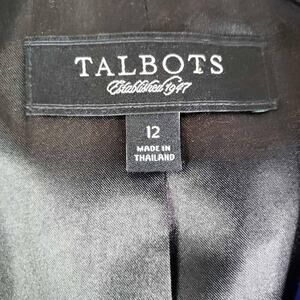 TALBOTS
Established 1947
12
MADE IN
THAILAND